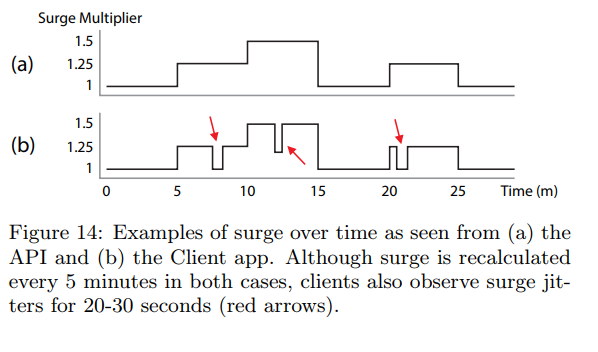 Surge Multiplier
1.5
(a) 1.25
1
1.5
(b) 1.25
1
0 5 10 15 20 25 Time (m)
Figure 14: Examples of surge over time as seen from (a) the
API and (b) the Client app. Although surge is recalculated
every 5 minutes in both cases, clients also observe surge jit-
ters for 20-30 seconds (red arrows).